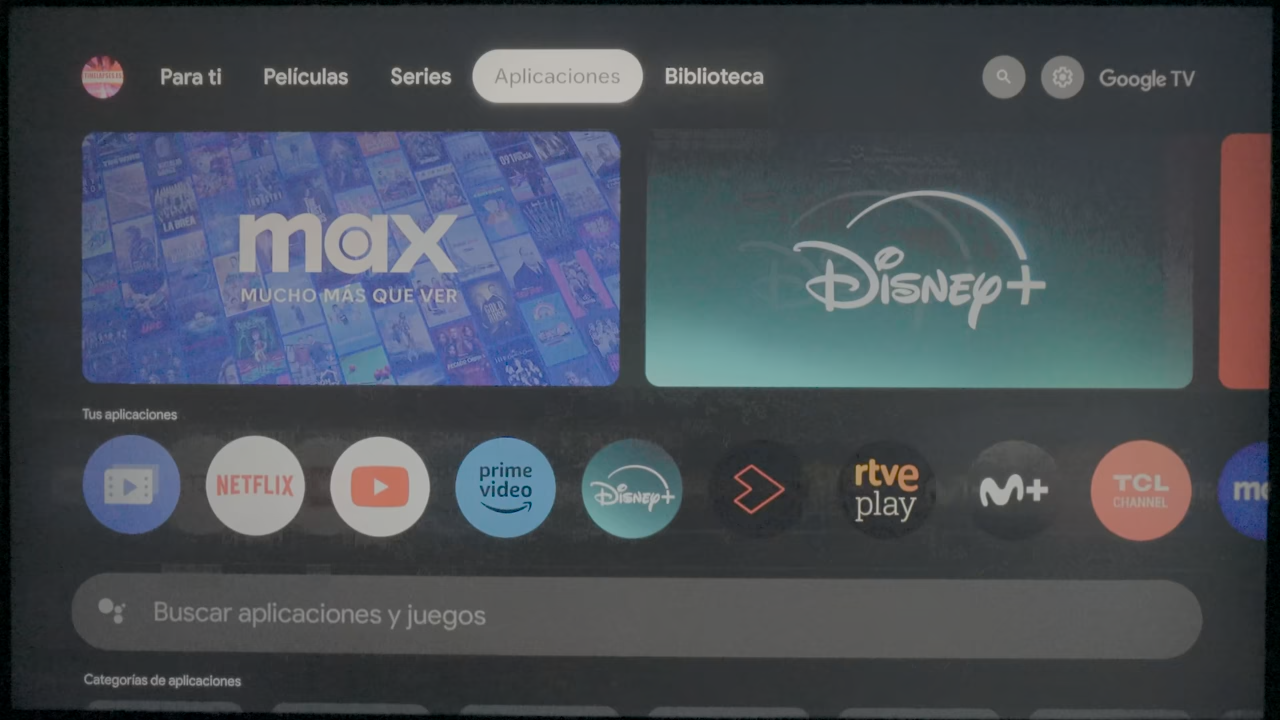 Para ti
Películas
Series
Aplicaciones
Biblioteca
Google TV
max
MUCHO MÁS QUE VER
Disney+
Tus aplicaciones
NETFLIX
prime video
Disney+
rtve play
M+
TCL CHANNEL
Buscar aplicaciones y juegos
Categorías de aplicaciones